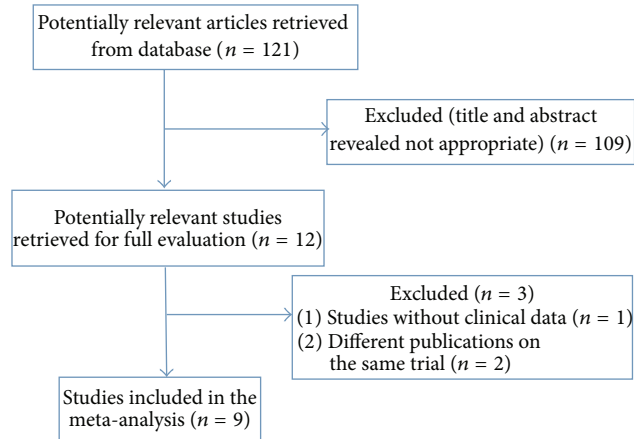 Potentially relevant articles retrieved
from database (n = 121)
Excluded (title and abstract
revealed not appropriate) (n = 109)
Potentially relevant studies
retrieved for full evaluation (n = 12)
Excluded (n = 3)
(1) Studies without clinical data (n = 1)
(2) Different publications on
the same trial (n = 2)
Studies included in the
meta-analysis (n = 9)